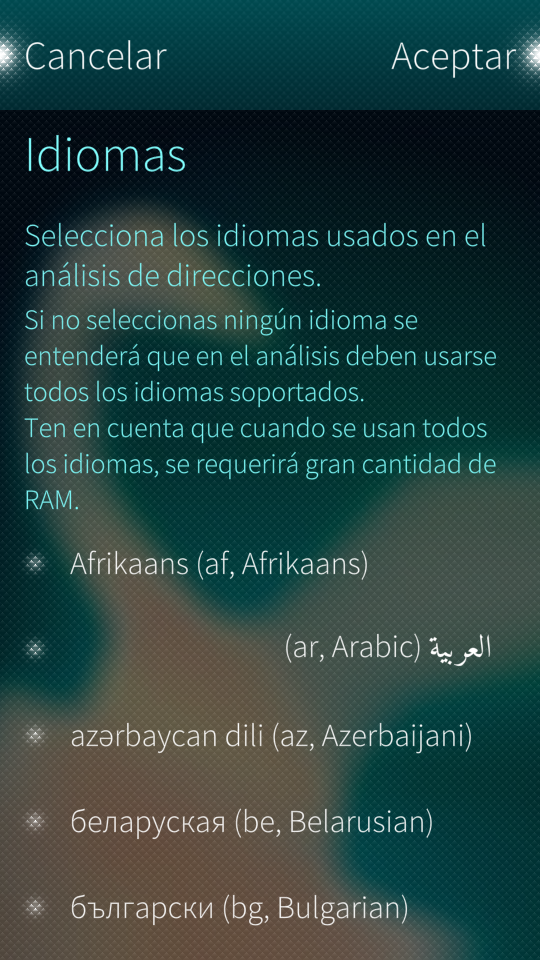 Cancelar
Aceptar
Idiomas
Selecciona los idiomas usados en el
análisis de direcciones.
Si no seleccionas ningún idioma se
entenderá que en el análisis deben usarse
todos los idiomas soportados.
Ten en cuenta que cuando se usan todos
los idiomas, se requerirá gran cantidad de
RAM.
Afrikaans (af, Afrikaans)
العربية (ar, Arabic)
azərbaycan dili (az, Azerbaijani)
беларуская (be, Belarusian)
български (bg, Bulgarian)